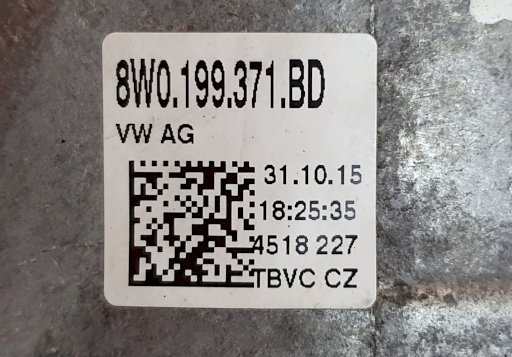 8W0.199.371.BD
VW AG
31.10.15
18:25:35
4518 227
TBVC CZ